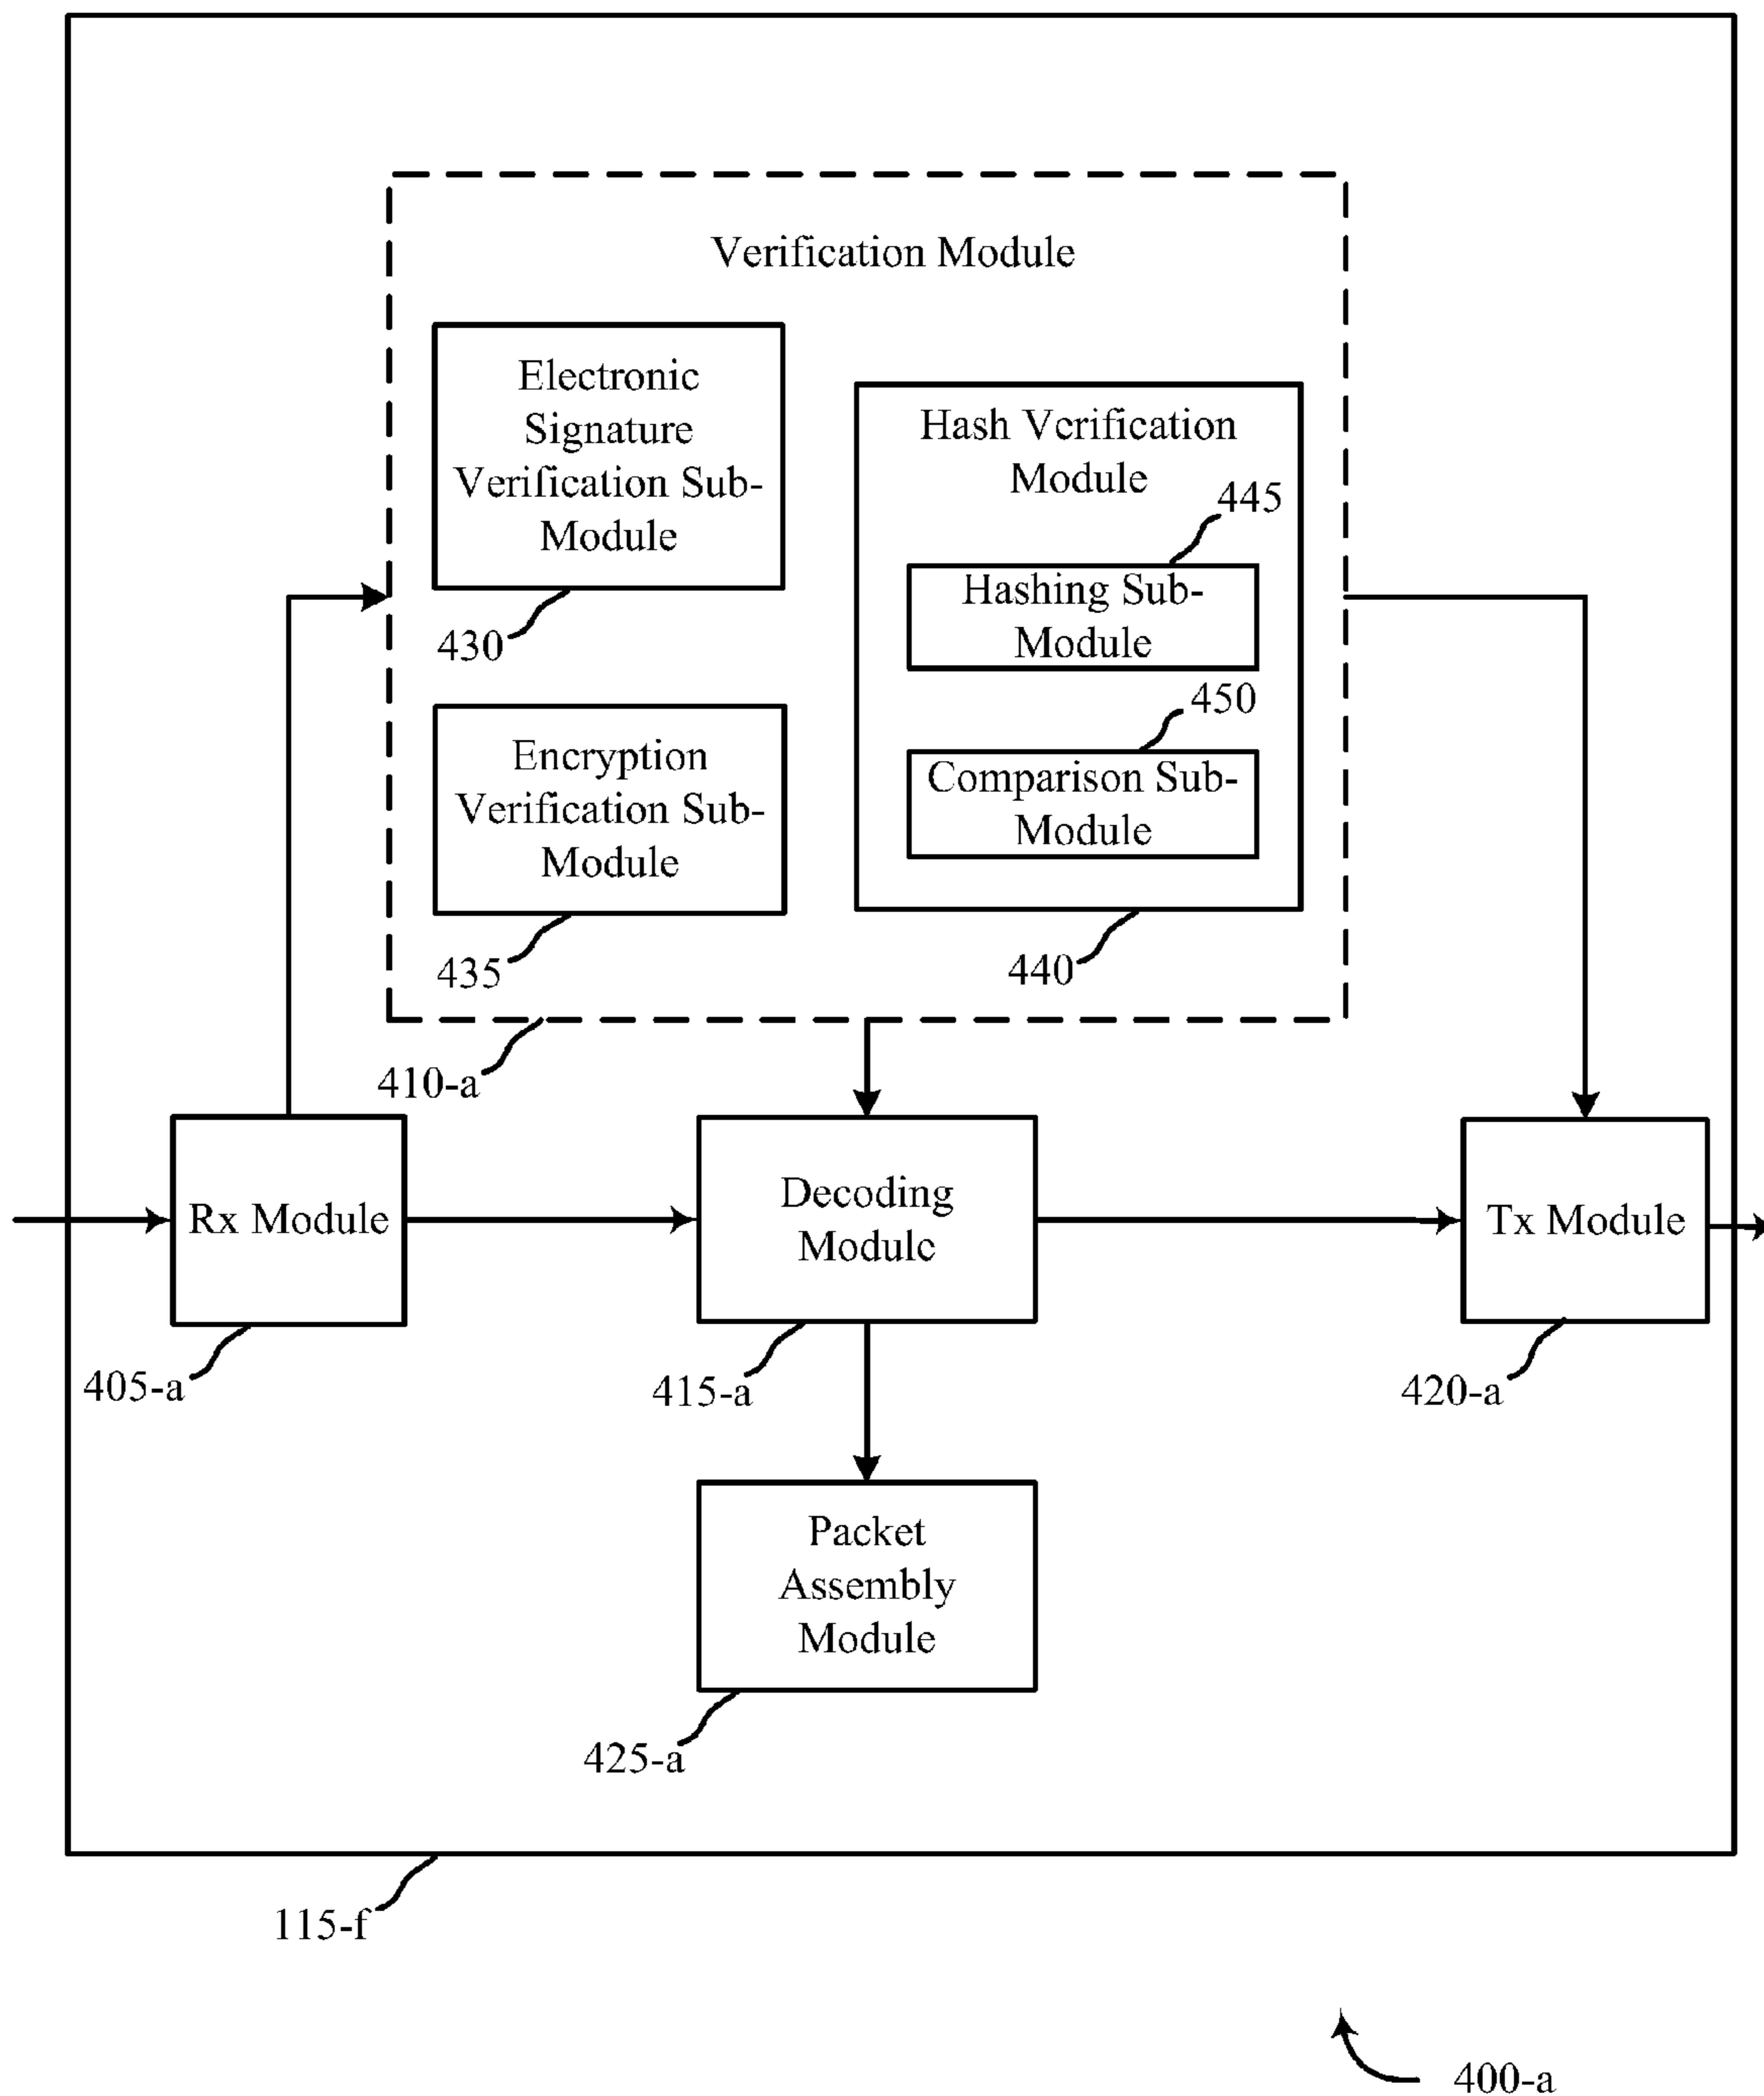 Verification Module
Electronic
Signature
Verification Sub-
Module
430
Hash Verification
Module
445
Hashing Sub-
Module
450
Comparison Sub-
Module
440
Encryption
Verification Sub-
Module
435
410-a
Rx Module
405-a
Decoding
Module
415-a
Tx Module
420-a
Packet
Assembly
Module
425-a
115-f
400-a